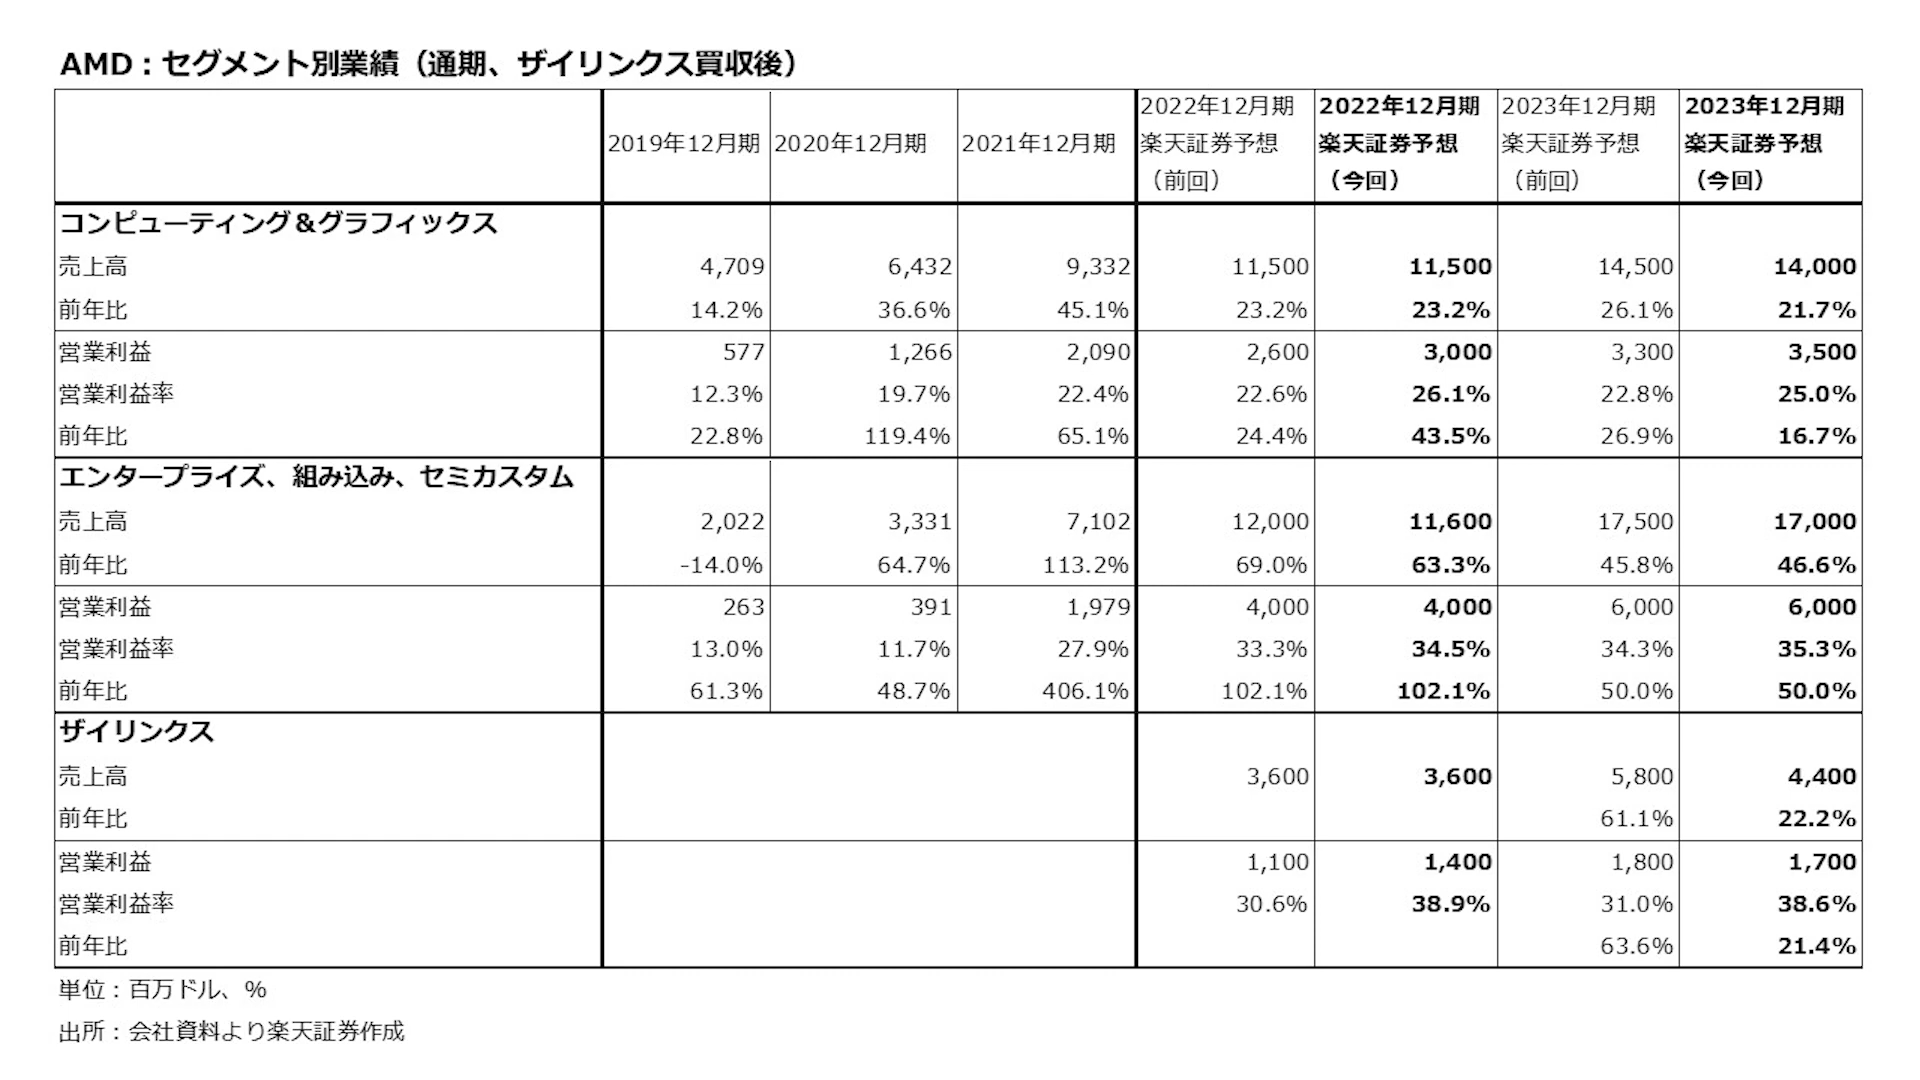 AMD：セグメント別業績（通期、ザイリンクス買収後）
2019年12月期 2020年12月期 2021年12月期 2022年12月期 楽天証券予想 （前回） 2022年12月期 楽天証券予想 （今回） 2023年12月期 楽天証券予想 （前回） 2023年12月期 楽天証券予想 （今回）
コンピューティング＆グラフィックス
売上高 4,709 6,432 9,332 11,500 11,500 14,500 14,000
前年比 14.2% 36.6% 45.1% 23.2% 23.2% 26.1% 21.7%
営業利益 577 1,266 2,090 2,600 3,000 3,300 3,500
営業利益率 12.3% 19.7% 22.4% 22.6% 26.1% 22.8% 25.0%
前年比 22.8% 119.4% 65.1% 24.4% 43.5% 26.9% 16.7%
エンタープライズ、組み込み、セミカスタム
売上高 2,022 3,331 7,102 12,000 11,600 17,500 17,000
前年比 -14.0% 64.7% 113.2% 69.0% 63.3% 45.8% 46.6%
営業利益 263 391 1,979 4,000 4,000 6,000 6,000
営業利益率 13.0% 11.7% 27.9% 33.3% 34.5% 34.3% 35.3%
前年比 61.3% 48.7% 406.1% 102.1% 102.1% 50.0% 50.0%
ザイリンクス
売上高 3,600 3,600 5,800 4,400
前年比 61.1% 22.2%
営業利益 1,100 1,400 1,800 1,700
営業利益率 30.6% 38.9% 31.0% 38.6%
前年比 63.6% 21.4%
単位：百万ドル、％
出所：会社資料より楽天証券作成